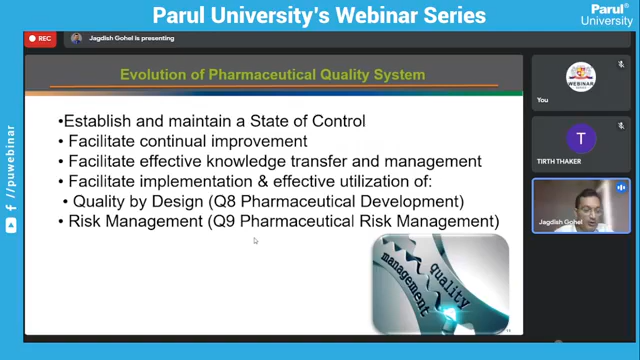 Parul University's Webinar Series
Parul®
University
REC
Jagdish Gohel is presenting
Evolution of Pharmaceutical Quality System
•Establish and maintain a State of Control
• Facilitate continual improvement
• Facilitate effective knowledge transfer and management
• Facilitate implementation & effective utilization of:
• Quality by Design (Q8 Pharmaceutical Development)
• Risk Management (Q9 Pharmaceutical Risk Management)
management
quality
WEBINAR
You
T
TIRTH THAKER
Jagdish Gohel
/puwebinar